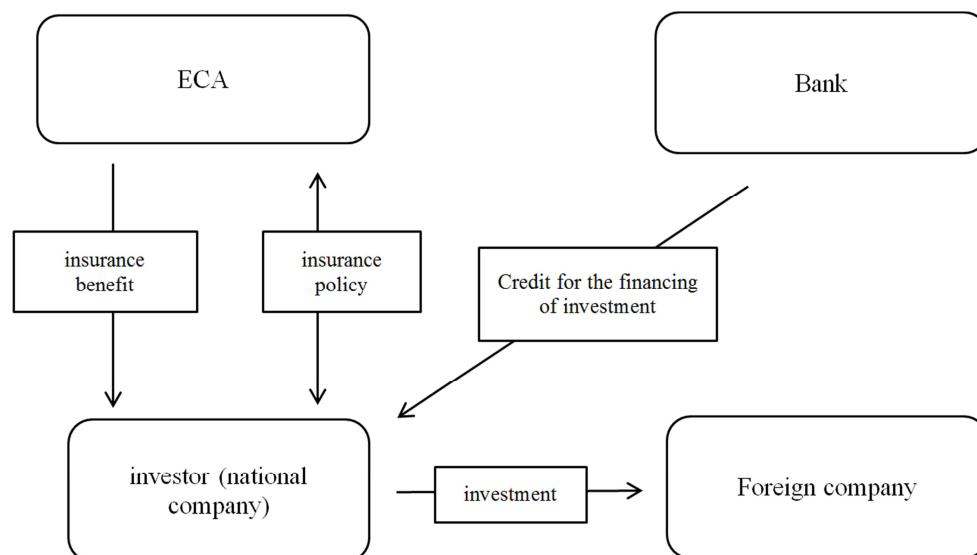 ECA
Bank
insurance
benefit
insurance
policy
Credit for the financing
of investment
investor (national
company)
investment
Foreign company